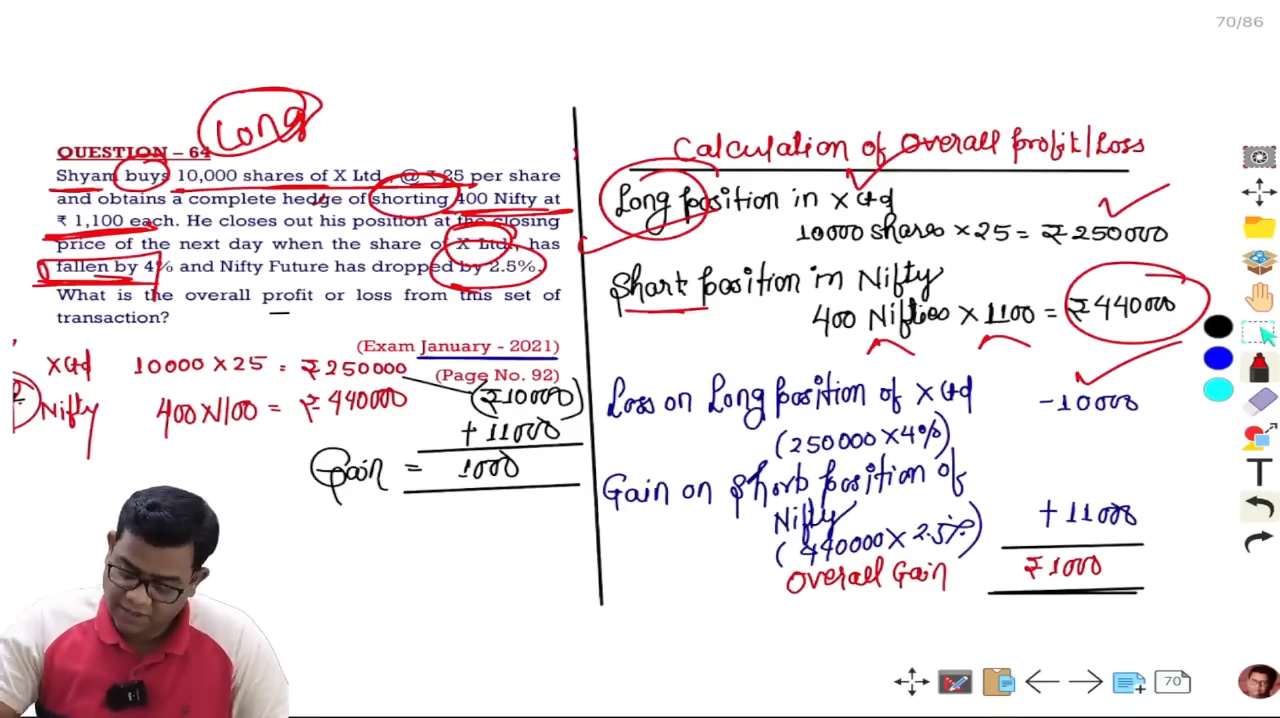 70/86
Long
QUESTION – 64
Shyam buys 10,000 shares of X Ltd., @ ₹ 25 per share
and obtains a complete hedge of shorting 400 Nifty at
₹ 1,100 each. He closes out his position at the closing
price of the next day when the share of X Ltd., has
fallen by 4% and Nifty Future has dropped by 2.5%.
What is the overall profit or loss from this set of
transaction?
(Exam January - 2021)
(Page No. 92)
X Ltd 10000 × 25 = ₹ 250000
(₹ 10000)
Nifty 400 × 1100 = ₹ 440000
+ 11000
Gain = 1000
Calculation of Overall profit/Loss
Long position in X Ltd
10000 shares × 25 = ₹ 250000
Short position in Nifty
400 Nifties × 1100 = ₹ 440000
Loss on Long position of X Ltd - 10000
(250000 × 4%)
Gain on Short position of
Nifty + 11000
(440000 × 2.5%)
Overall Gain ₹ 1000
T
70